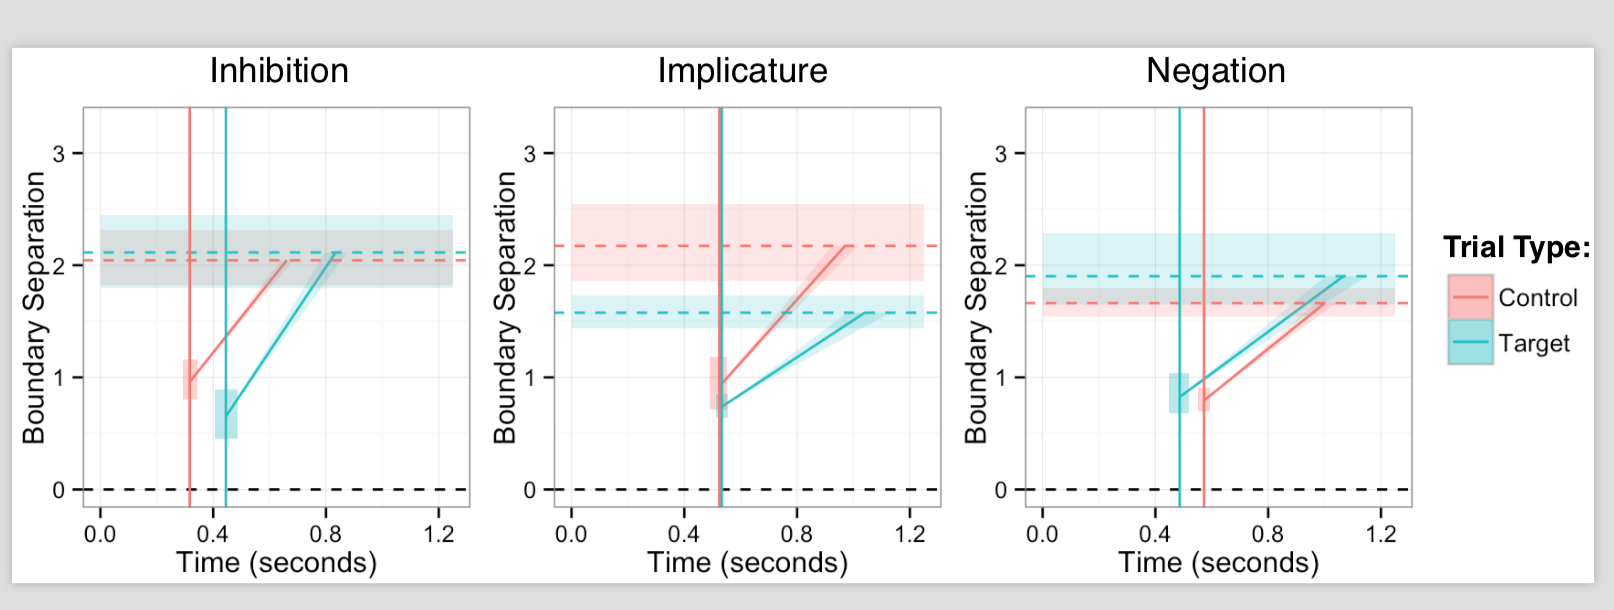 Inhibition
Implicature
Negation
Boundary Separation
3
2
1
0
0.0 0.4 0.8 1.2
Time (seconds)
Boundary Separation
3
2
1
0
0.0 0.4 0.8 1.2
Time (seconds)
Boundary Separation
3
2
1
0
0.0 0.4 0.8 1.2
Time (seconds)
Trial Type:
Control
Target